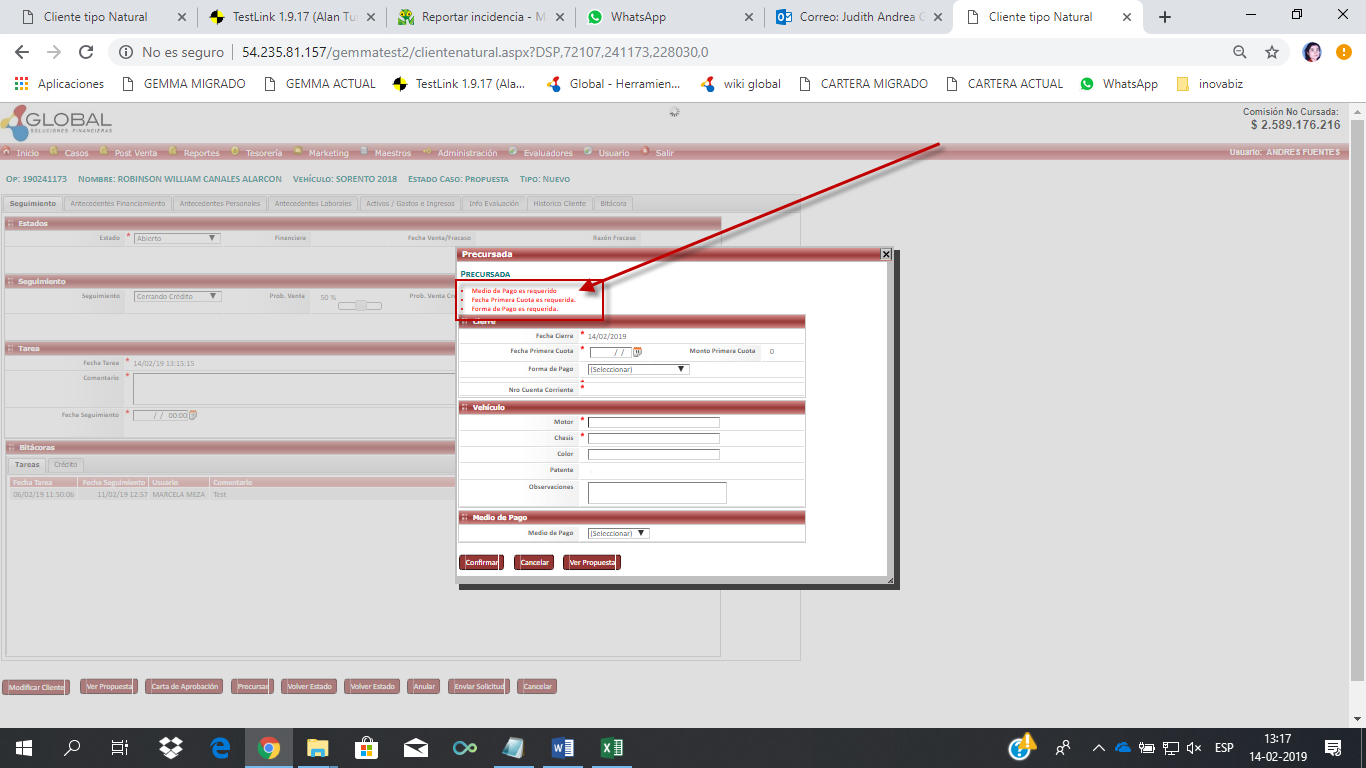 Cliente tipo Natural
TestLink 1.9.17 (Alan Tu
Reportar incidencia - M
WhatsApp
Correo: Judith Andrea G
Cliente tipo Natural
No es seguro
54.235.81.157/gemmatest2/clientenatural.aspx?DSP,72107,241173,228030,0
Aplicaciones
GEMMA MIGRADO
GEMMA ACTUAL
TestLink 1.9.17 (Ala...
Global - Herramien...
wiki global
CARTERA MIGRADO
CARTERA ACTUAL
WhatsApp
inovabiz
GLOBAL
SOLUCIONES FINANCIERAS
Comisión No Cursada:
$ 2.589.176.216
Inicio Casos Post Venta Reportes Tesorería Marketing Maestros Administración Evaluadores Usuario Salir
Usuario: ANDRES FUENTES
OP: 190241173 NOMBRE: ROBINSON WILLIAM CANALES ALARCON VEHÍCULO: SORENTO 2018 ESTADO CASO: PROPUESTA TIPO: NUEVO
Seguimiento Antecedentes Financiamiento Antecedentes Personales Antecedentes Laborales Activos / Gastos e Ingresos Info Evaluación Historico Cliente Bitácora
Estados
Estado * Abierto Financiera Fecha Venta/Fracaso Razón Fracaso
Seguimiento
Seguimiento Cerrando Crédito Prob. Venta 50 % Prob. Venta Cr
Tarea
Fecha Tarea * 14/02/19 13:15:15
Comentario *
Fecha Seguimiento * / / 00:00
Bitácoras
Tareas Crédito
Fecha Tarea Fecha Seguimiento Usuario Comentario
06/02/19 11:50:06 11/02/19 12:57 MARCELA MEZA Test
Precursada
PRECURSADA
Medio de Pago es requerido
Fecha Primera Cuota es requerida.
Forma de Pago es requerida.
Cierre
Fecha Cierre * 14/02/2019
Fecha Primera Cuota * / / Monto Primera Cuota 0
Forma de Pago (Seleccionar)
*
Nro Cuenta Corriente *
Vehículo
Motor *
Chasis *
Color
Patente
Observaciones
Medio de Pago
Medio de Pago (Seleccionar)
Confirmar Cancelar Ver Propuesta
Modificar Cliente Ver Propuesta Carta de Aprobación Precursar Volver Estado Volver Estado Anular Enviar Solicitud Cancelar
ESP
13:17
14-02-2019